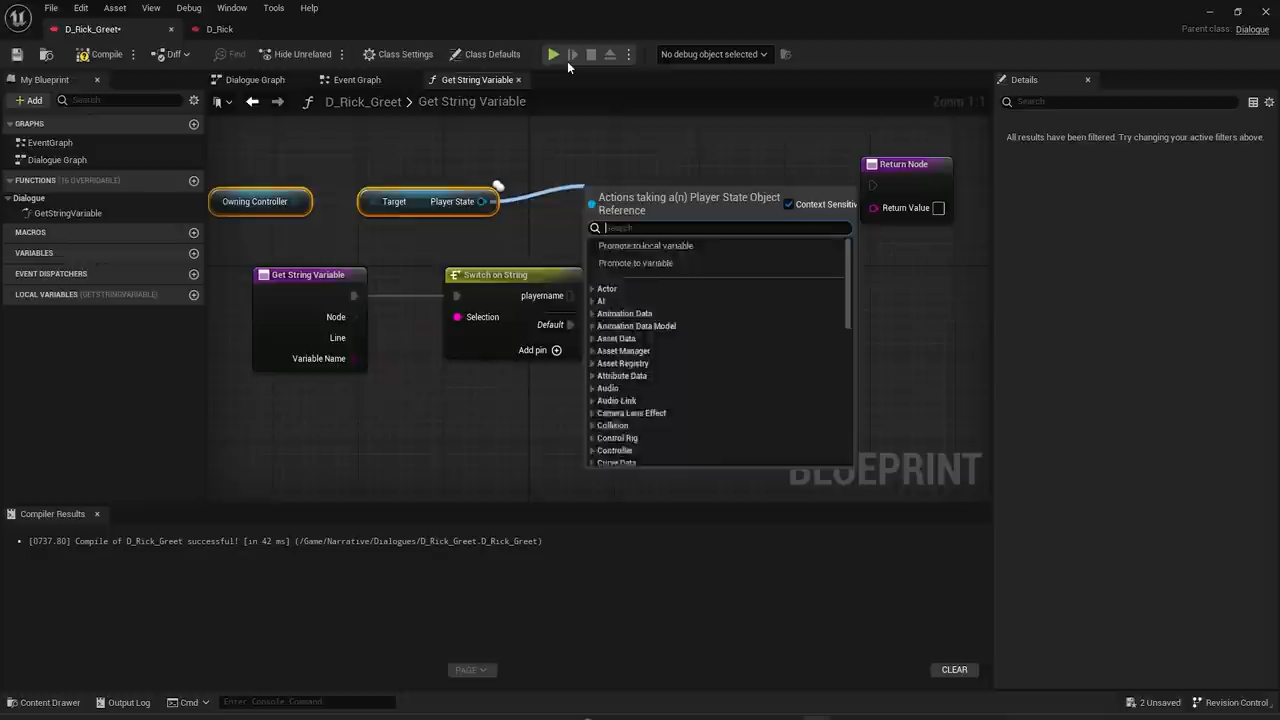 File Edit Asset View Debug Window Tools Help
D_Rick_Greet• D_Rick
Parent class: Dialogue
Compile Diff Find Hide Unrelated Class Settings Class Defaults No debug object selected
My Blueprint
Dialogue Graph Event Graph Get String Variable
Details
Add Search
D_Rick_Greet > Get String Variable
Zoom 1:1
Search
GRAPHS
EventGraph
Dialogue Graph
FUNCTIONS (15 OVERRIDABLE)
Dialogue
GetStringVariable
MACROS
VARIABLES
EVENT DISPATCHERS
LOCAL VARIABLES (GETSTRINGVARIABLE)
All results have been filtered. Try changing your active filters above.
Owning Controller
Target Player State
Get String Variable
Node
Line
Variable Name
Switch on String
playername
Selection
Default
Add pin
Actions taking a(n) Player State Object
Reference
Context Sensitiv
Search
Promote to local variable
Promote to variable
Actor
AI
Animation Data
Animation Data Model
Asset Data
Asset Manager
Asset Registry
Attribute Data
Audio
Audio Link
Camera Lens Effect
Collision
Control Rig
Controller
Curve Data
Return Node
Return Value
BLUEPRINT
Compiler Results
[0737.80] Compile of D_Rick_Greet successful! [in 42 ms] (/Game/Narrative/Dialogues/D_Rick_Greet.D_Rick_Greet)
PAGE
CLEAR
Content Drawer Output Log Cmd Enter Console Command
2 Unsaved Revision Control